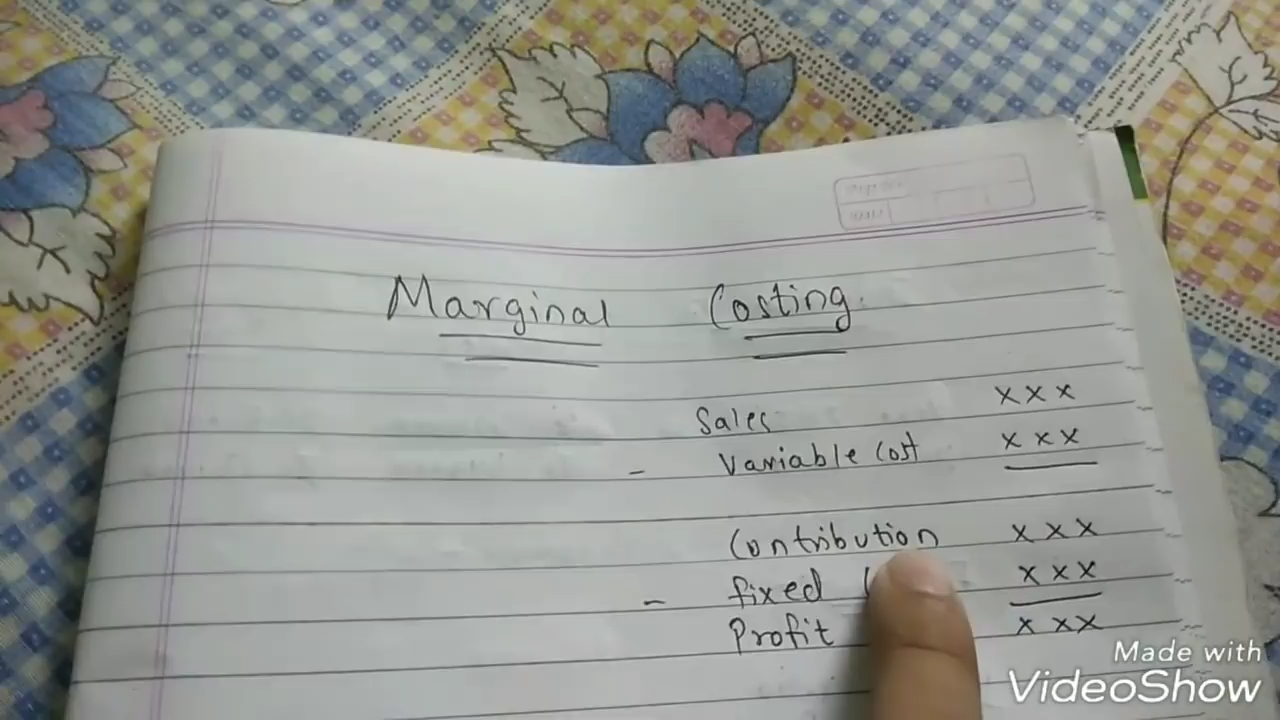 Marginal Costing.
Sales xxx
- Variable Cost xxx
Contribution xxx
- fixed xxx
Profit xxx
Made with
VideoShow